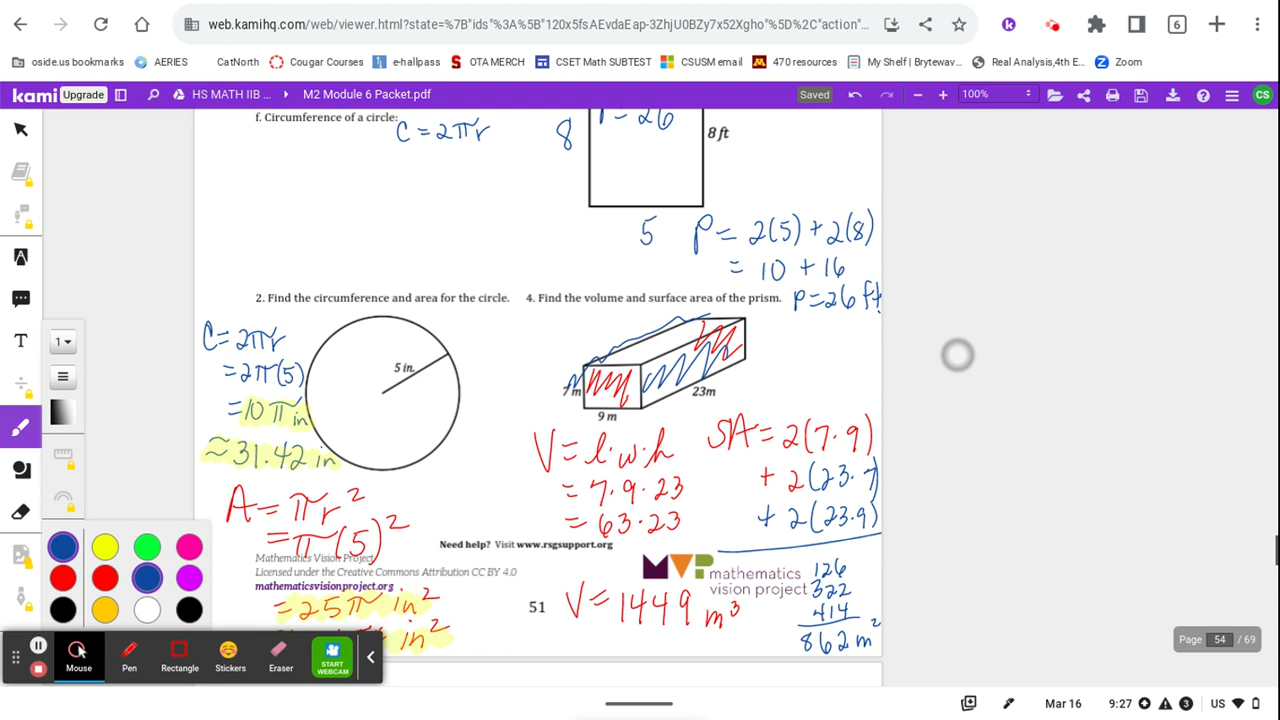 web.kamihq.com/web/viewer.html?state=%7B"ids"%3A%5B"120x5fsAEvdaEap-3ZhjU0BZy7x52Xgho"%5D%2C"action"...
6
oside.us bookmarks AERIES CatNorth Cougar Courses e-hallpass OTA MERCH CSET Math SUBTEST CSUSM email 470 resources My Shelf | Brytewav... Real Analysis,4th E... Zoom
kami Upgrade HS MATH IIB ... M2 Module 6 Packet.pdf Saved 100% CS
P = 26
f. Circumference of a circle:
C = 2πr
8
8 ft
5
P = 2(5) + 2(8)
= 10 + 16
P = 26 ft
2. Find the circumference and area for the circle.
4. Find the volume and surface area of the prism.
C = 2πr
= 2π(5)
= 10π in
≈ 31.42 in
5 in.
7m
9 m
23m
A = πr²
= π(5)²
V = l·w·h
= 7·9·23
= 63·23
SA = 2(7·9)
+ 2(23·7)
+ 2(23·9)
Need help? Visit www.rsgsupport.org
Mathematics Vision Project
Licensed under the Creative Commons Attribution CC BY 4.0
mathematicsvisionproject.org
MVP mathematics
vision project
= 25π in²
in²
51
V = 1449 m³
126
322
414
862 m²
1
T
Mouse Pen Rectangle Stickers Eraser START WEBCAM
Page 54 / 69
Mar 16 9:27 3 US